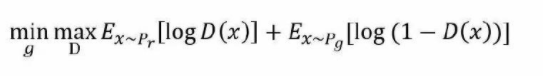 min max E_{x~P_r}[log D(x)] + E_{x~P_g}[log (1 − D(x))]
g D